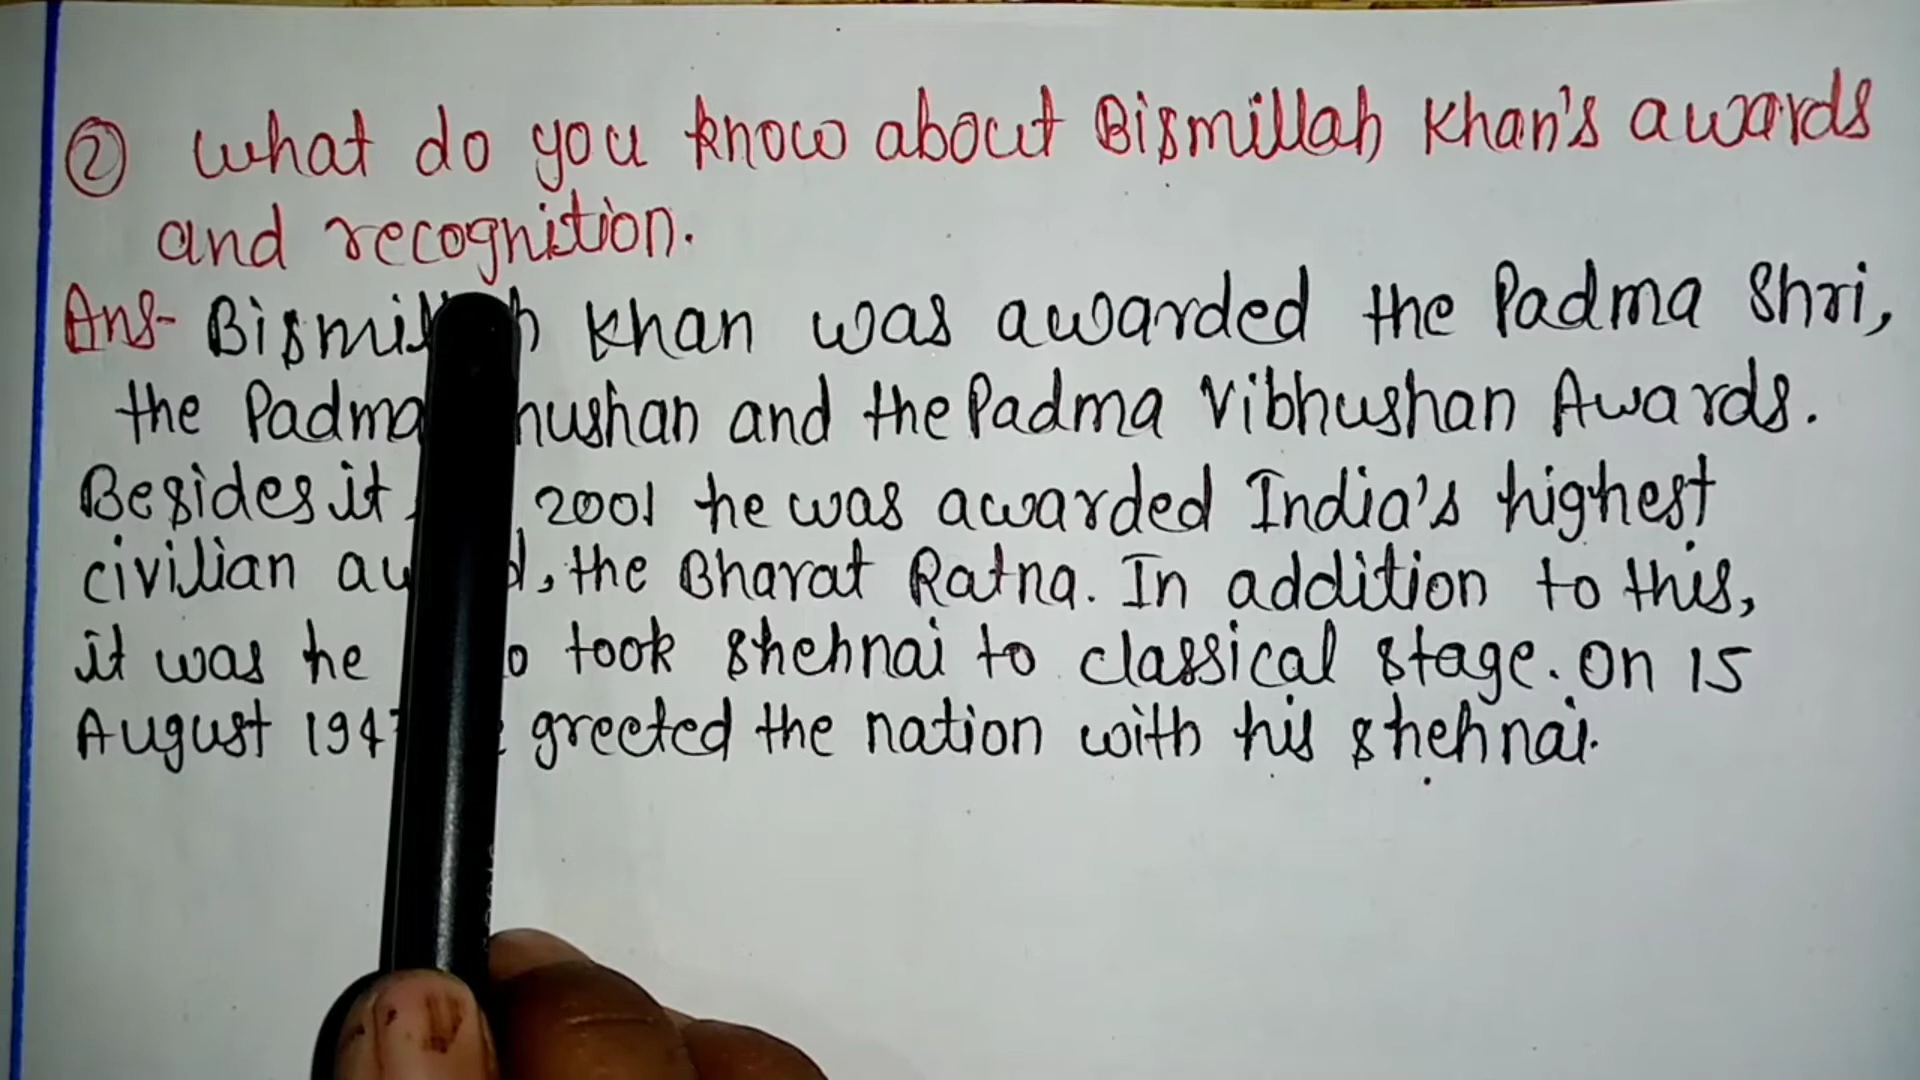 ② What do you know about Bismillah Khan's awards
and recognition.
Ans- Khan was awarded the Padma Shri,
the Padma and the Padma Vibhushan Awards.
Besides it 2001 he was awarded India's highest
civilian the Bharat Ratna. In addition to this,
it was he took shehnai to classical stage. On 15
August greeted the nation with his shehnai.